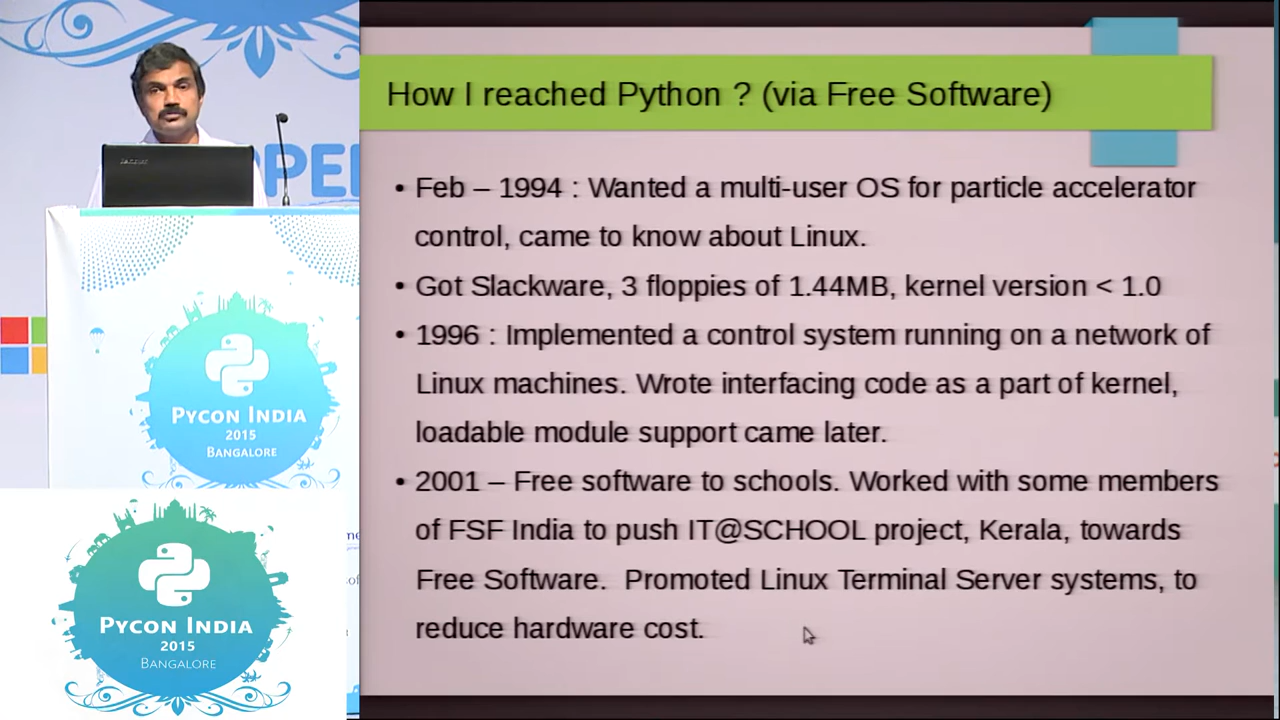 How I reached Python ? (via Free Software)
• Feb – 1994 : Wanted a multi-user OS for particle accelerator
control, came to know about Linux.
• Got Slackware, 3 floppies of 1.44MB, kernel version < 1.0
• 1996 : Implemented a control system running on a network of
Linux machines. Wrote interfacing code as a part of kernel,
loadable module support came later.
• 2001 – Free software to schools. Worked with some members
of FSF India to push IT@SCHOOL project, Kerala, towards
Free Software. Promoted Linux Terminal Server systems, to
reduce hardware cost.
lenovo
PYCON INDIA
2015
BANGALORE
PYCON INDIA
2015
BANGALORE